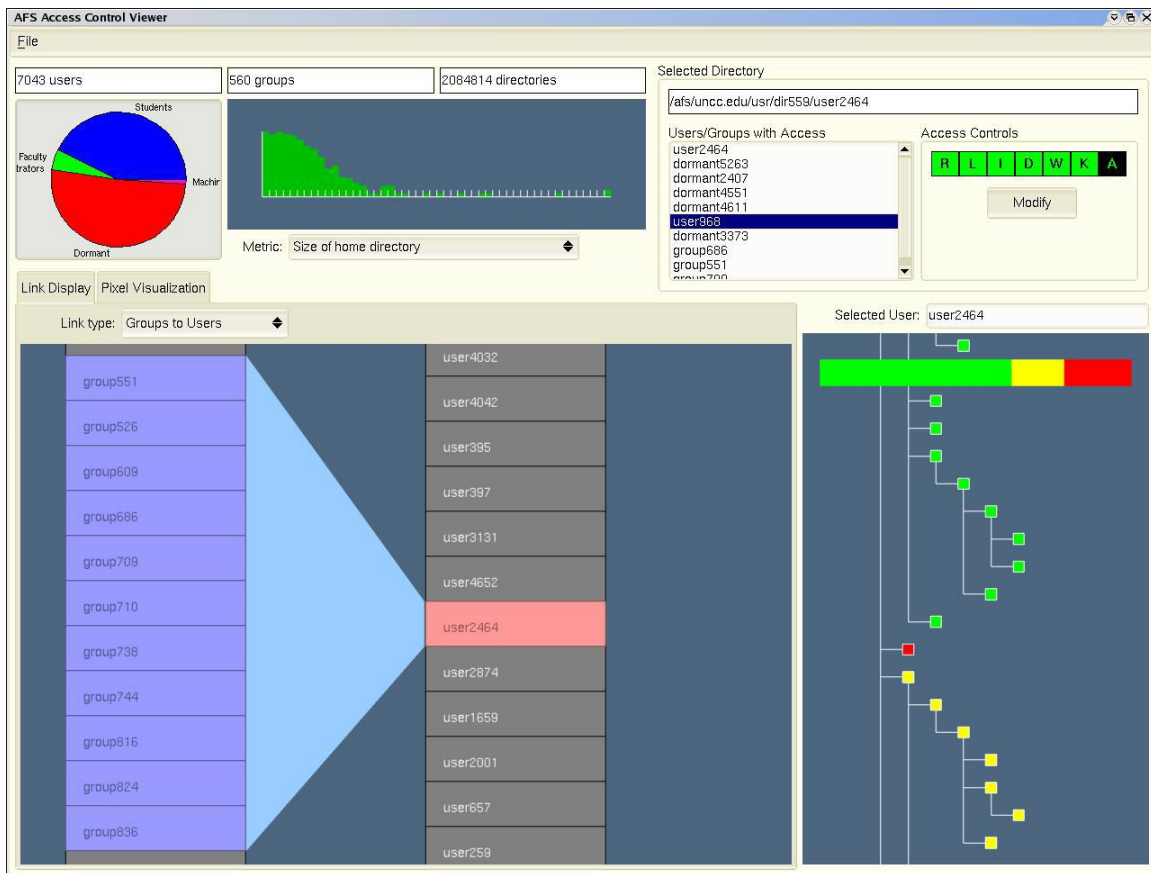 AFS Access Control Viewer
File
7043 users
560 groups
2084814 directories
Students
Faculty
trators
Machir
Dormant
Metric: Size of home directory
Selected Directory
/afs/uncc.edu/usr/dir559/user2464
Users/Groups with Access
user2464
dormant5263
dormant2407
dormant4551
dormant4611
user968
dormant3373
group686
group551
group709
Access Controls
R L I D W K A
Modify
Link Display Pixel Visualization
Link type: Groups to Users
group551
group526
group609
group686
group709
group710
group738
group744
group816
group824
group836
user4032
user4042
user395
user397
user3131
user4652
user2464
user2874
user1659
user2001
user657
user259
Selected User: user2464